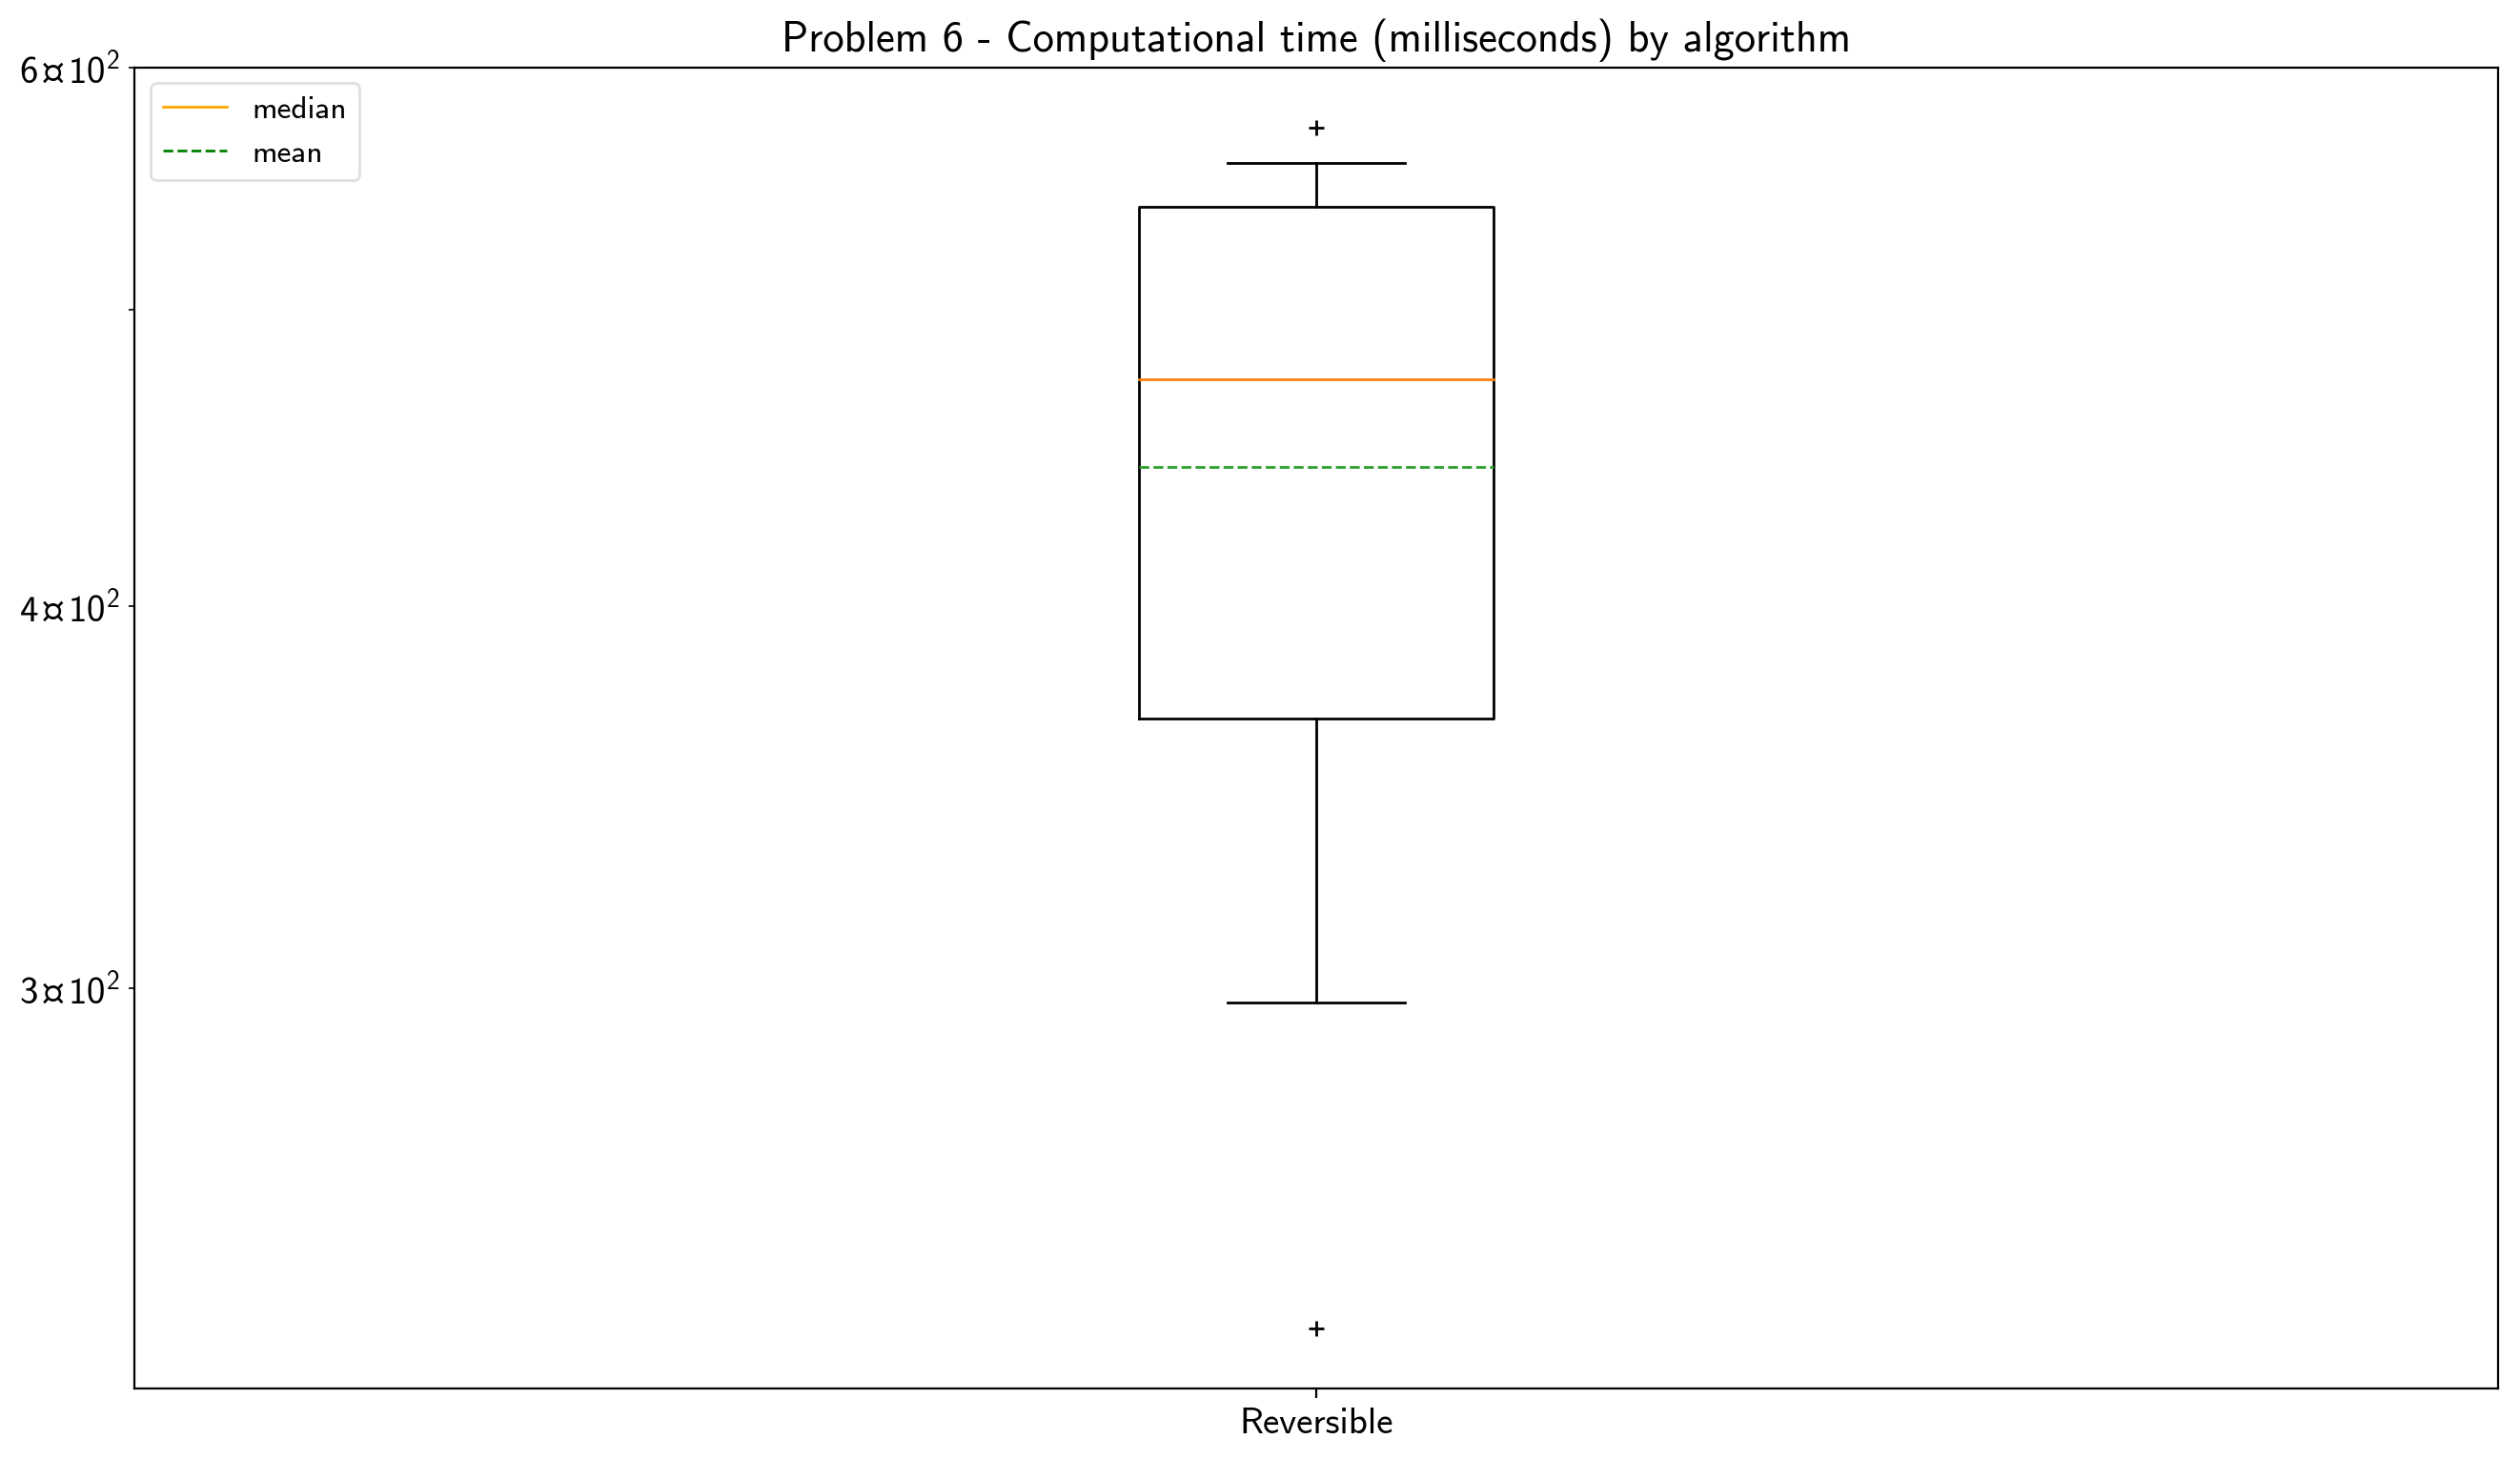 Problem 6 - Computational time (milliseconds) by algorithm
6¤10²
median
mean
4¤10²
3¤10²
Reversible